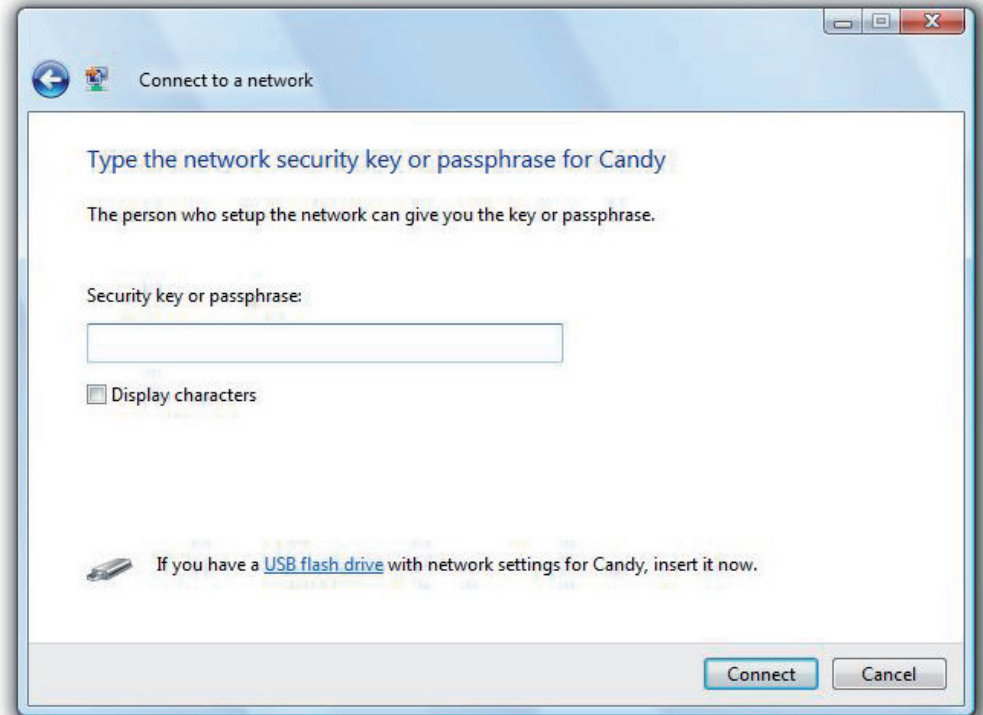 Connect to a network
Type the network security key or passphrase for Candy
The person who setup the network can give you the key or passphrase.
Security key or passphrase:
Display characters
If you have a USB flash drive with network settings for Candy, insert it now.
Connect Cancel